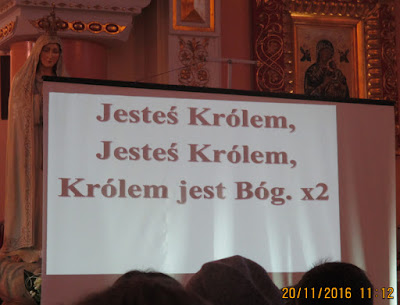 Jesteś Królem,
Jesteś Królem,
Królem jest Bóg. x2
20/11/2016 11:12